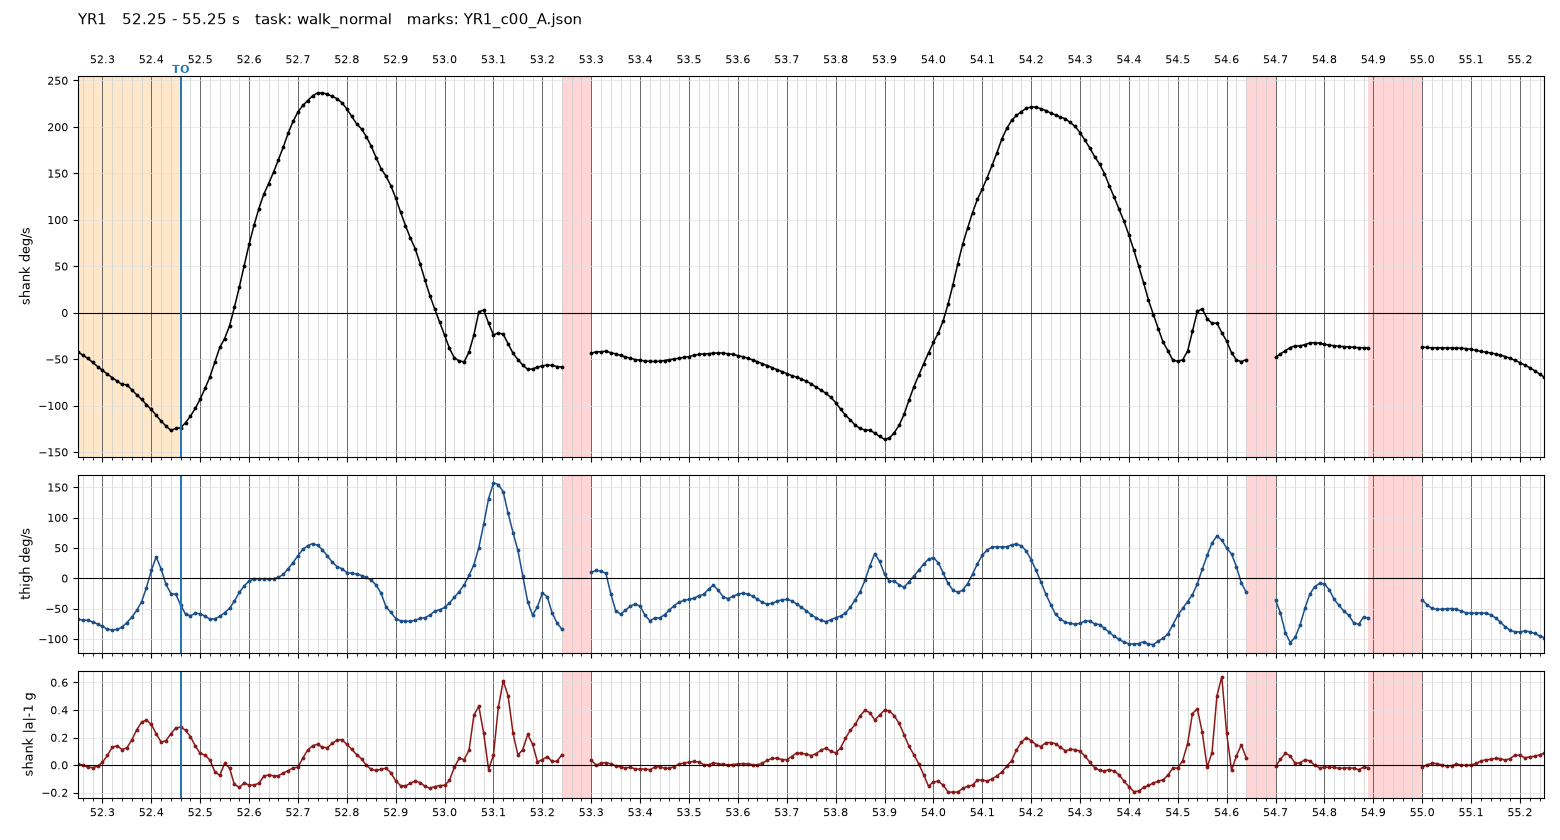 YR1   52.25 - 55.25 s   task: walk_normal   marks: YR1_c00_A.json
52.3 52.4 52.5 52.6 52.7 52.8 52.9 53.0 53.1 53.2 53.3 53.4 53.5 53.6 53.7 53.8 53.9 54.0 54.1 54.2 54.3 54.4 54.5 54.6 54.7 54.8 54.9 55.0 55.1 55.2
TO
250
200
150
100
50
0
−50
−100
−150
shank deg/s
150
100
50
0
−50
−100
thigh deg/s
0.6
0.4
0.2
0.0
−0.2
shank |a|-1 g
52.3 52.4 52.5 52.6 52.7 52.8 52.9 53.0 53.1 53.2 53.3 53.4 53.5 53.6 53.7 53.8 53.9 54.0 54.1 54.2 54.3 54.4 54.5 54.6 54.7 54.8 54.9 55.0 55.1 55.2